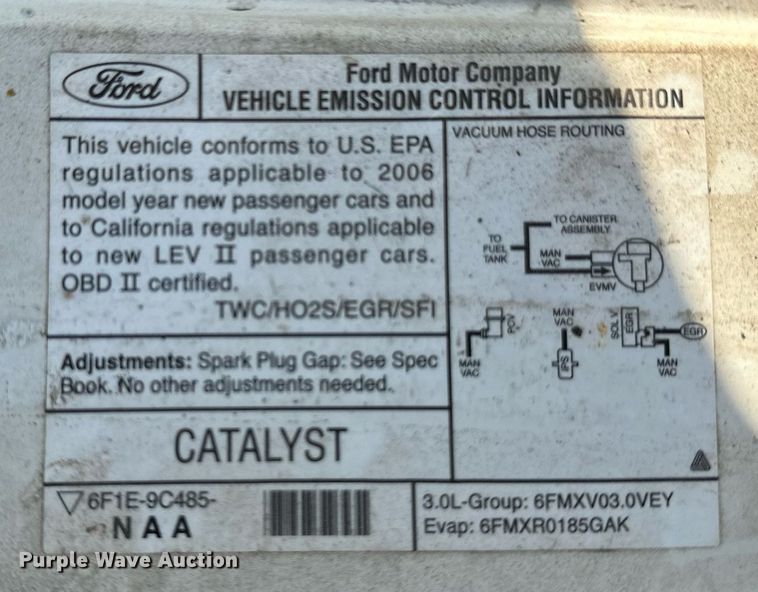 Ford
Ford Motor Company
VEHICLE EMISSION CONTROL INFORMATION
This vehicle conforms to U.S. EPA
regulations applicable to 2006
model year new passenger cars and
to California regulations applicable
to new LEV II passenger cars.
OBD II certified.
TWC/HO2S/EGR/SFI
Adjustments: Spark Plug Gap: See Spec
Book. No other adjustments needed.
CATALYST
VACUUM HOSE ROUTING
TO CANISTER
ASSEMBLY
TO
FUEL
TANK
MAN
VAC
EVMV
PCV
MAN
VAC
MAN
VAC
IPS
SOL V
EGR
EGR
MAN
VAC
6F1E-9C485-
NAA
3.0L-Group: 6FMXV03.0VEY
Evap: 6FMXR0185GAK
Purple Wave Auction